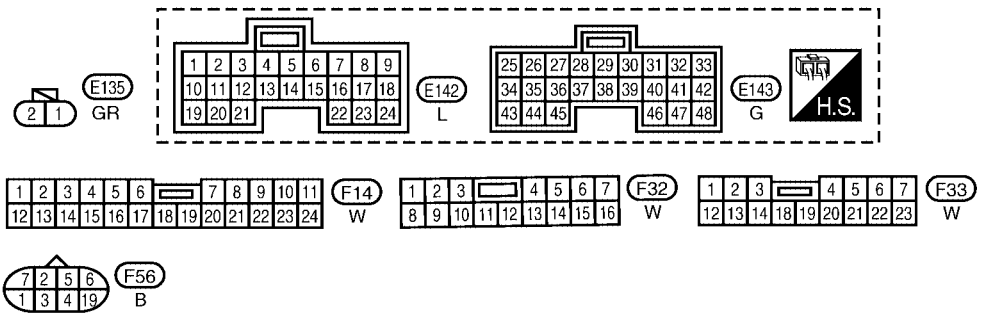 1 2 3 4 5 6 7 8 9
10 11 12 13 14 15 16 17 18
19 20 21 22 23 24
E142
L
25 26 27 28 29 30 31 32 33
34 35 36 37 38 39 40 41 42
43 44 45 46 47 48
E143
G
H.S.
2 1
E135
GR
1 2 3 4 5 6 7 8 9 10 11
12 13 14 15 16 17 18 19 20 21 22 23 24
F14
W
1 2 3 4 5 6 7
8 9 10 11 12 13 14 15 16
F32
W
1 2 3 4 5 6 7
12 13 14 18 19 20 21 22 23
F33
W
7 2 5 6
1 3 4 19
F56
B